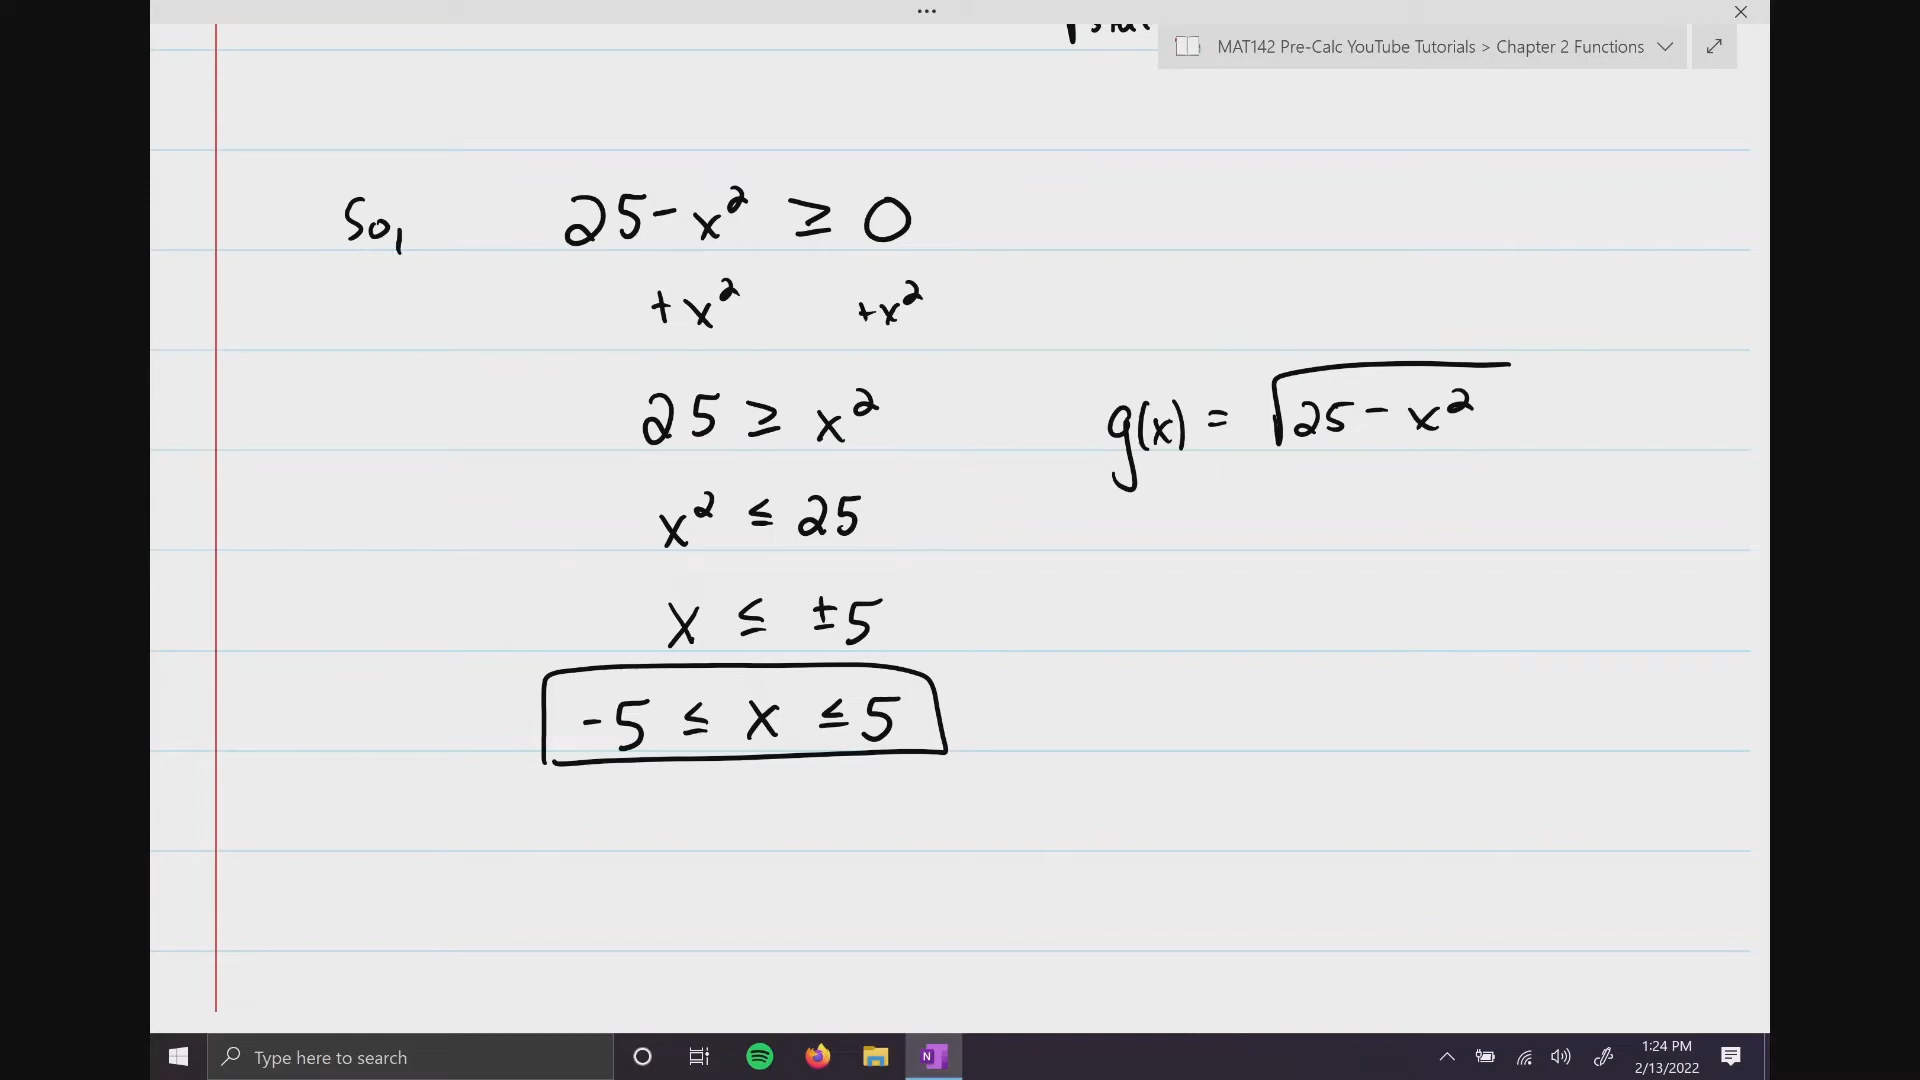 MAT142 Pre-Calc YouTube Tutorials > Chapter 2 Functions
So, 25 - x² ≥ 0
+ x² + x²
25 ≥ x²
g(x) = √25 - x²
x² ≤ 25
x ≤ ±5
-5 ≤ x ≤ 5
Type here to search
N
1:24 PM
2/13/2022